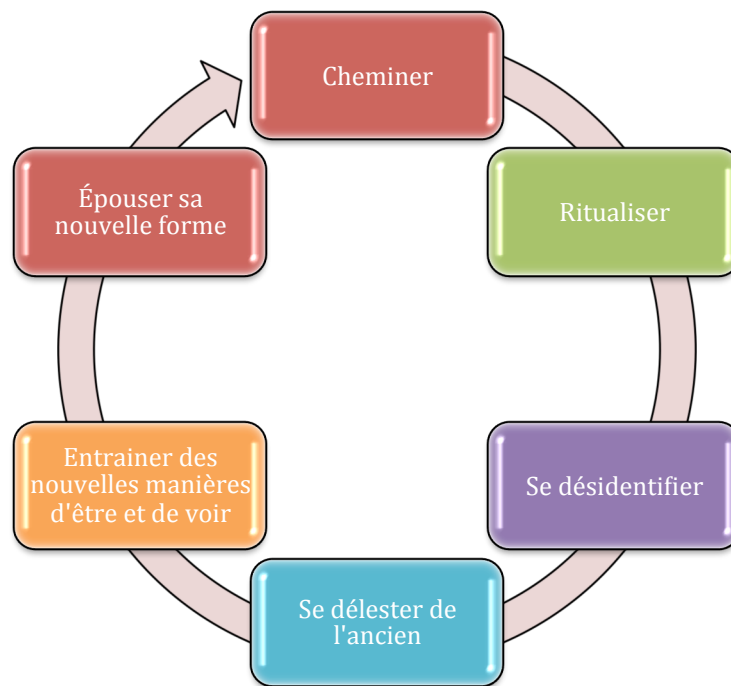 Cheminer
Ritualiser
Se désidentifier
Se délester de
l'ancien
Entrainer des
nouvelles manières
d'être et de voir
Épouser sa
nouvelle forme